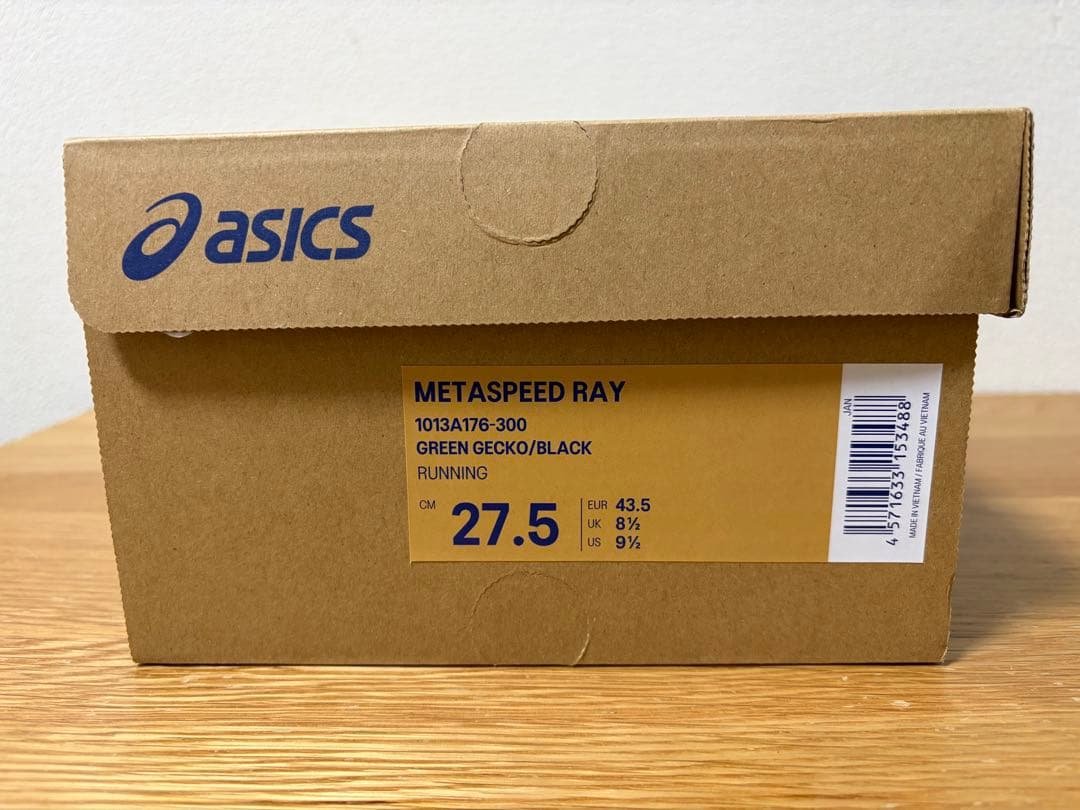 asics
METASPEED RAY
1013A176-300
GREEN GECKO/BLACK
RUNNING
CM 27.5
EUR 43.5
UK 8½
US 9½
JAN
4 571633 153488
MADE IN VIETNAM / FABRIQUE AU VIETNAM